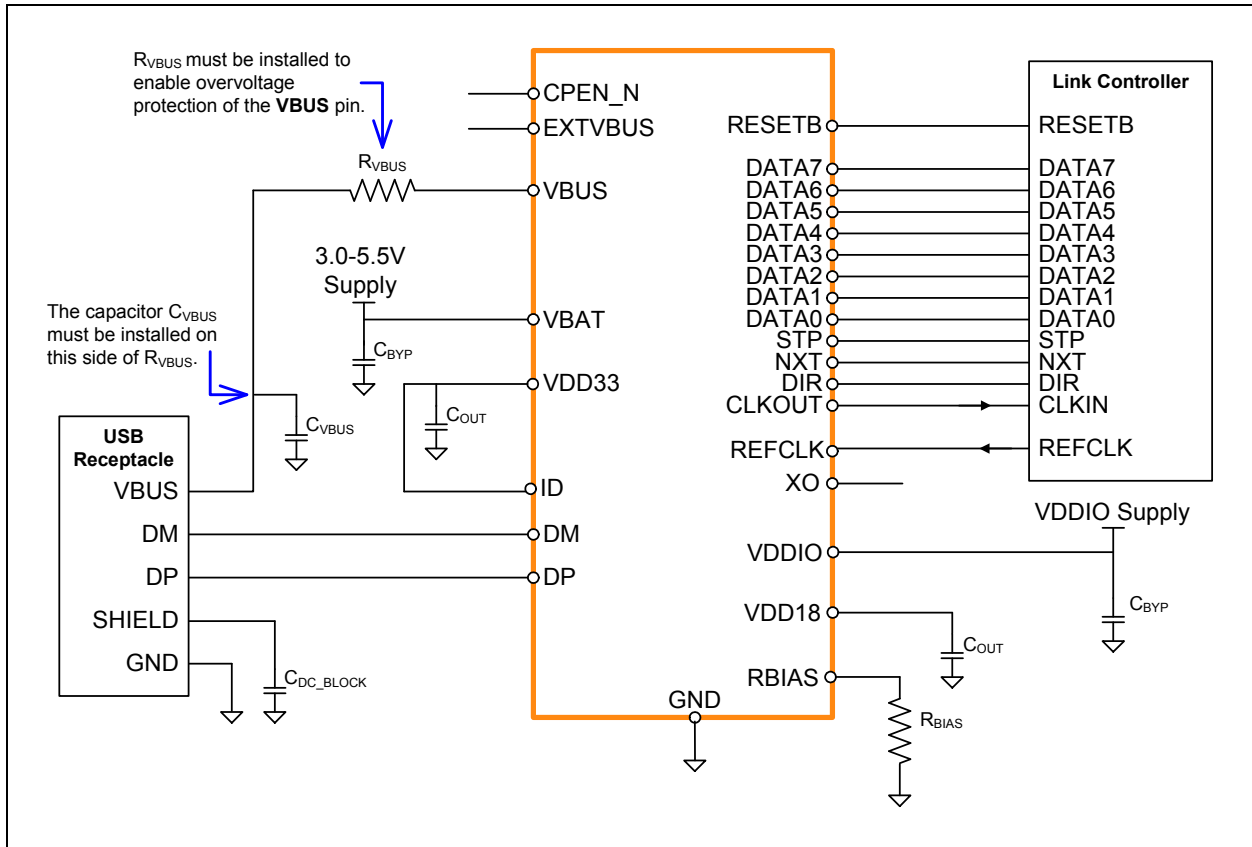 RVBUS must be installed to
enable overvoltage
protection of the VBUS pin.
RVBUS
3.0-5.5V
Supply
CBYP
The capacitor CVBUS
must be installed on
this side of RVBUS.
CVBUS
COUT
USB
Receptacle
VBUS
DM
DP
SHIELD
GND
CDC_BLOCK
CPEN_N
EXTVBUS
VBUS
VBAT
VDD33
ID
DM
DP
GND
RESETB
DATA7
DATA6
DATA5
DATA4
DATA3
DATA2
DATA1
DATA0
STP
NXT
DIR
CLKOUT
REFCLK
XO
VDDIO
VDD18
RBIAS
Link Controller
RESETB
DATA7
DATA6
DATA5
DATA4
DATA3
DATA2
DATA1
DATA0
STP
NXT
DIR
CLKIN
REFCLK
VDDIO Supply
CBYP
COUT
RBIAS